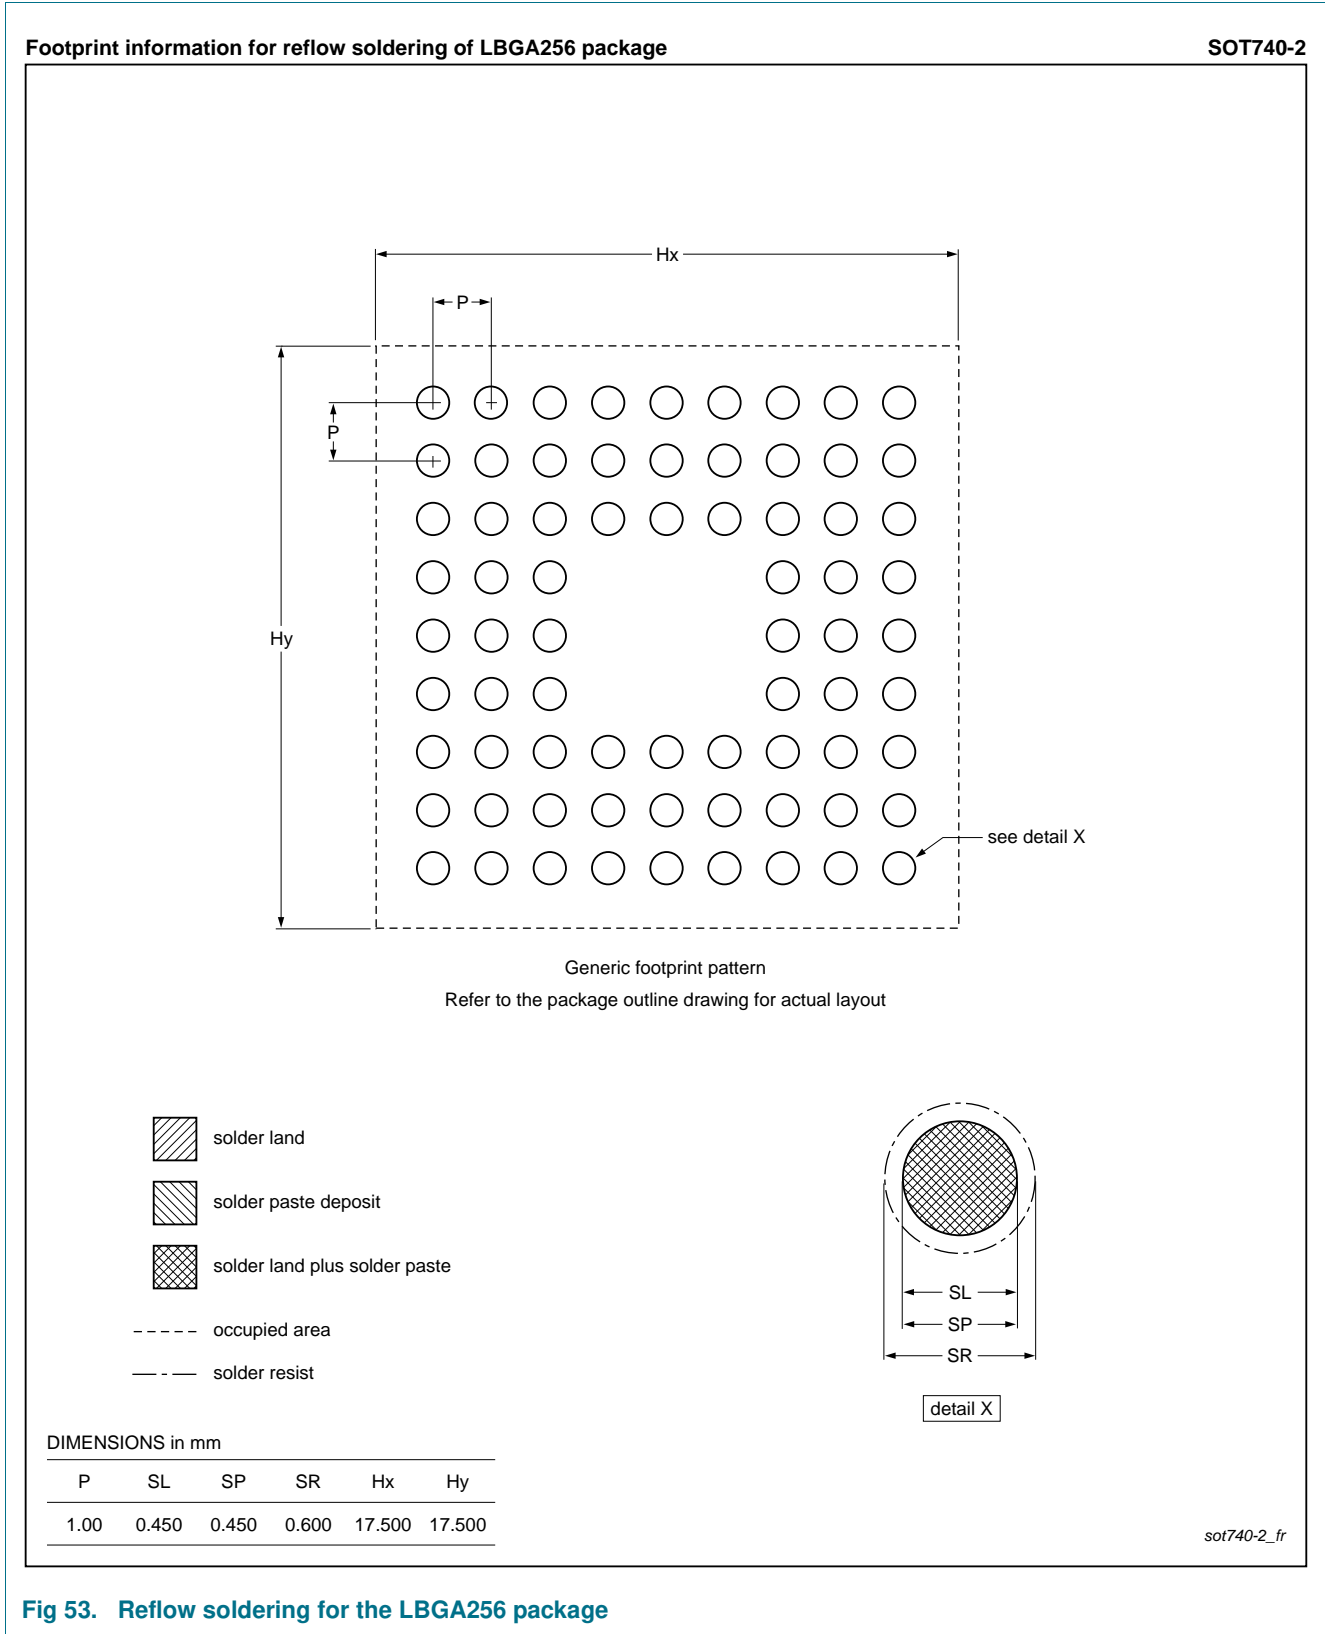 Footprint information for reflow soldering of LBGA256 package SOT740-2
Hx
P
P
Hy
see detail X
Generic footprint pattern
Refer to the package outline drawing for actual layout
solder land
solder paste deposit
solder land plus solder paste
occupied area
solder resist
SL
SP
SR
detail X
DIMENSIONS in mm
P SL SP SR Hx Hy
1.00 0.450 0.450 0.600 17.500 17.500
sot740-2_fr
Fig 53. Reflow soldering for the LBGA256 package